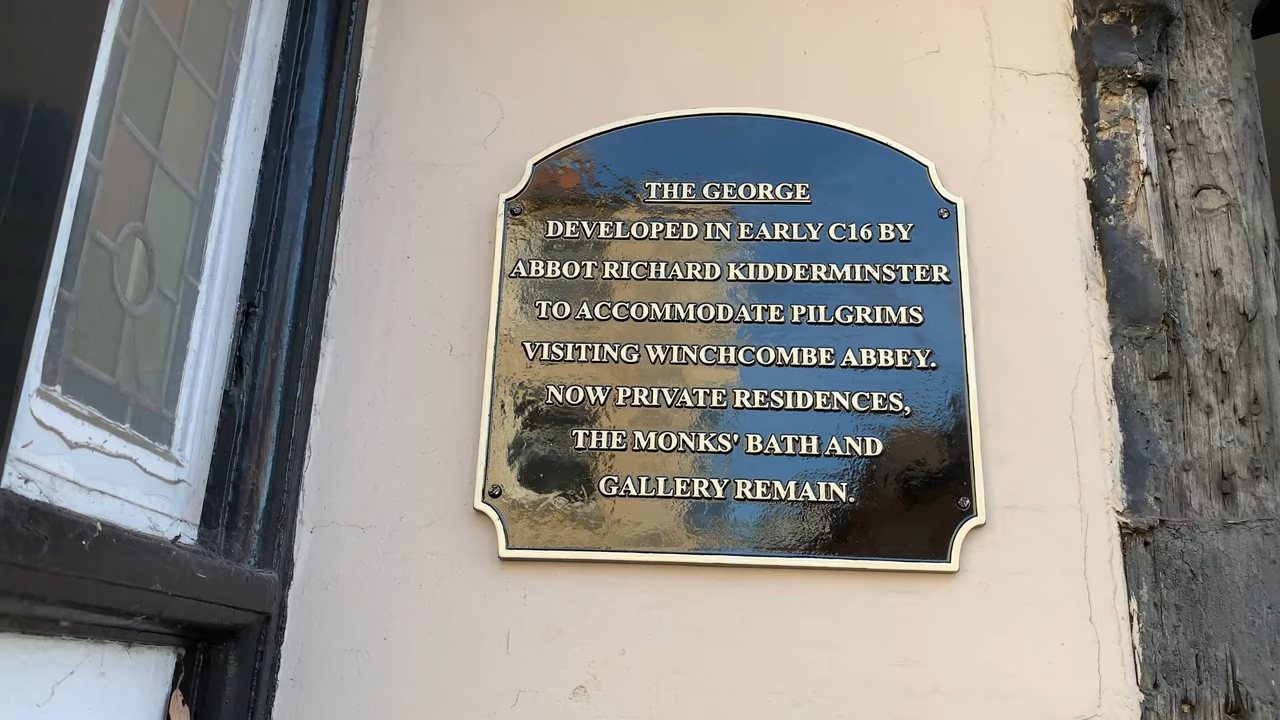 THE GEORGE
DEVELOPED IN EARLY C16 BY
ABBOT RICHARD KIDDERMINSTER
TO ACCOMMODATE PILGRIMS
VISITING WINCHCOMBE ABBEY.
NOW PRIVATE RESIDENCES,
THE MONKS' BATH AND
GALLERY REMAIN.